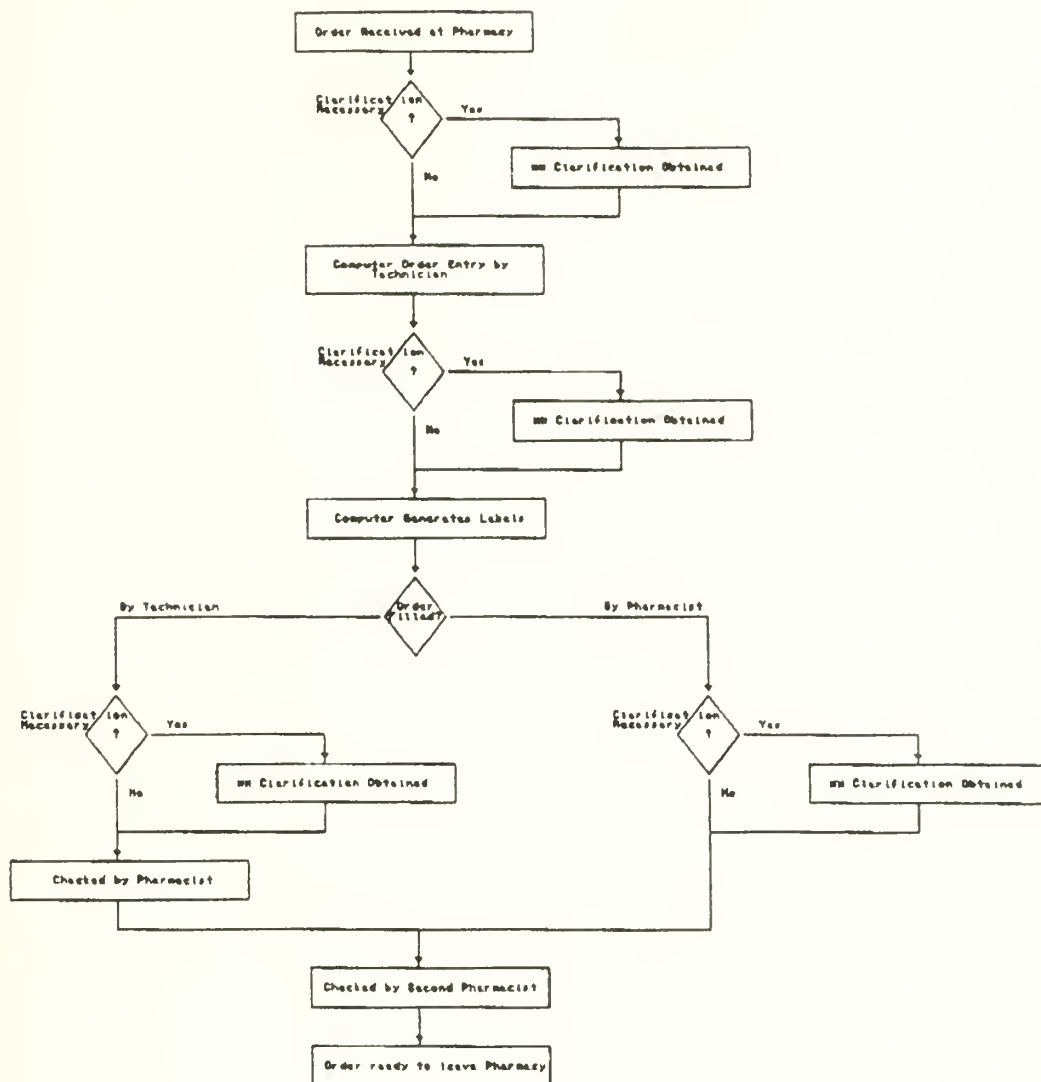 Order Received at Pharmacy
Clarification
Necessary
?
Yes
## Clarification Obtained
No
Computer Order Entry by
Technician
Clarification
Necessary
?
Yes
## Clarification Obtained
No
Computer Generates Labels
By Technician
Order
filled?
By Pharmacist
Clarification
Necessary
?
Yes
## Clarification Obtained
No
Clarification
Necessary
?
Yes
## Clarification Obtained
No
Checked by Pharmacist
Checked by Second Pharmacist
Order ready to leave Pharmacy